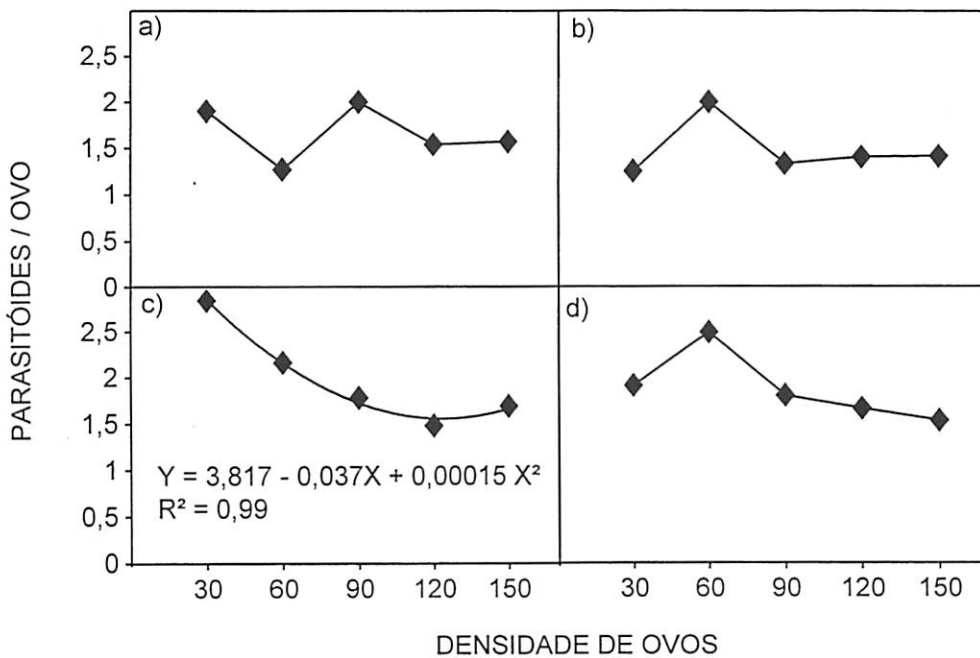 PARASITÓIDES / OVO
a)
2,5
2
1,5
1
0,5
0
b)
c)
2,5
2
1,5
1
0,5
0
Y = 3,817 - 0,037X + 0,00015 X²
R² = 0,99
30 60 90 120 150
d)
30 60 90 120 150
DENSIDADE DE OVOS